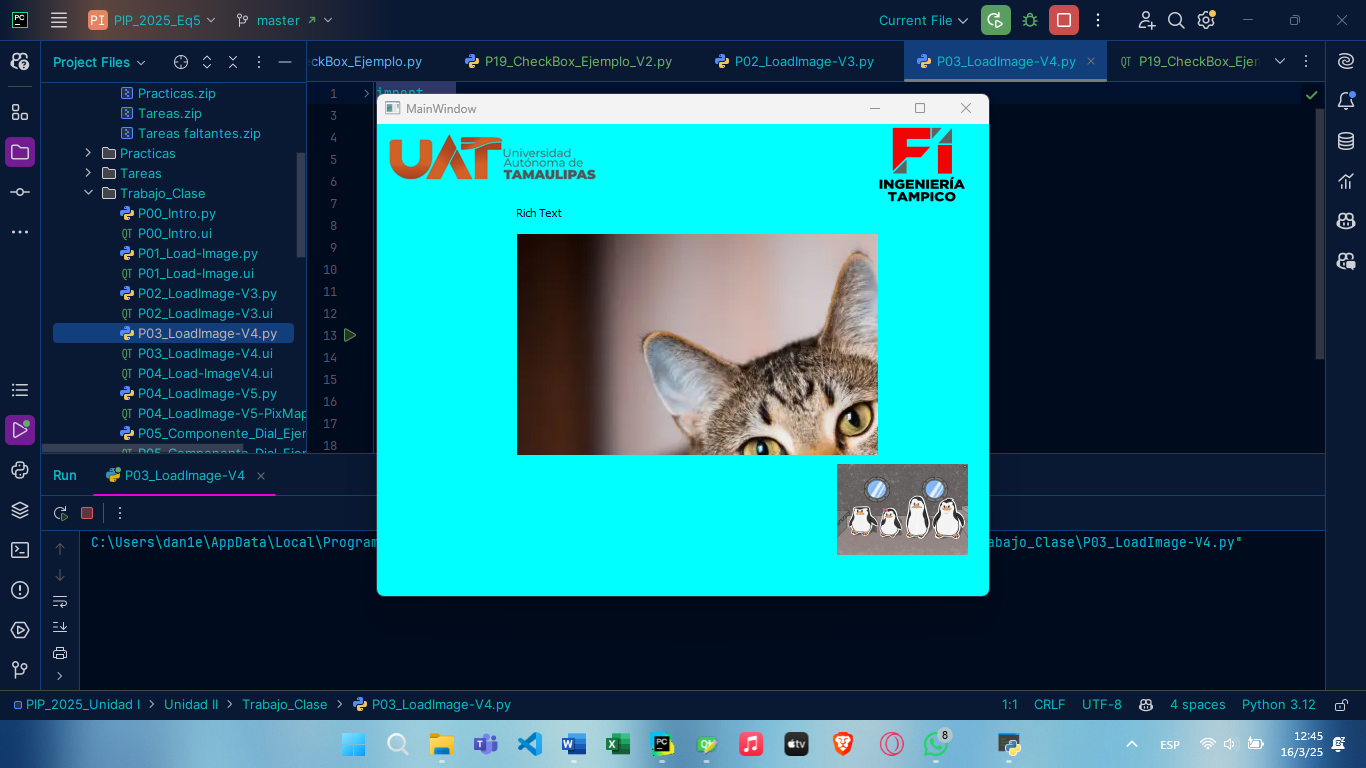 PC
PI PIP_2025_Eq5
master
Current File
Project Files
ckBox_Ejemplo.py
P19_CheckBox_Ejemplo_V2.py
P02_LoadImage-V3.py
P03_LoadImage-V4.py
P19_CheckBox_Ejem
Practicas.zip
Tareas.zip
Tareas faltantes.zip
Practicas
Tareas
Trabajo_Clase
P00_Intro.py
P00_Intro.ui
P01_Load-Image.py
P01_Load-Image.ui
P02_LoadImage-V3.py
P02_LoadImage-V3.ui
P03_LoadImage-V4.py
P03_LoadImage-V4.ui
P04_Load-ImageV4.ui
P04_LoadImage-V5.py
P04_LoadImage-V5-PixMap
P05_Componente_Dial_Ejer
1
3
4
5
6
7
8
9
10
11
12
13
14
15
16
17
18
import
MainWindow
UAT
Universidad
Autónoma de
TAMAULIPAS
Fi
INGENIERÍA
TAMPICO
Rich Text
Run
P03_LoadImage-V4
C:\Users\dan1e\AppData\Local\Program
abajo_Clase\P03_LoadImage-V4.py"
PIP_2025_Unidad I
Unidad II
Trabajo_Clase
P03_LoadImage-V4.py
1:1
CRLF
UTF-8
4 spaces
Python 3.12
8
ESP
12:45
16/3/25